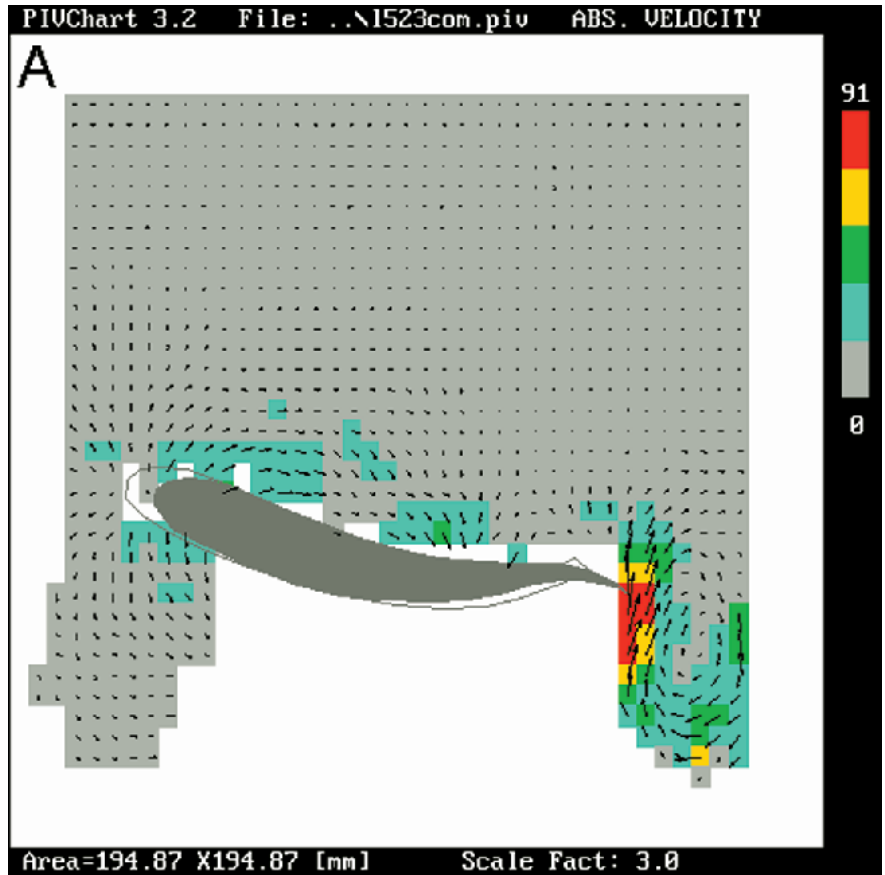 PIVChart 3.2 File: ..\l523com.piv ABS. VELOCITY
A
91
0
Area=194.87 X194.87 [mm] Scale Fact: 3.0